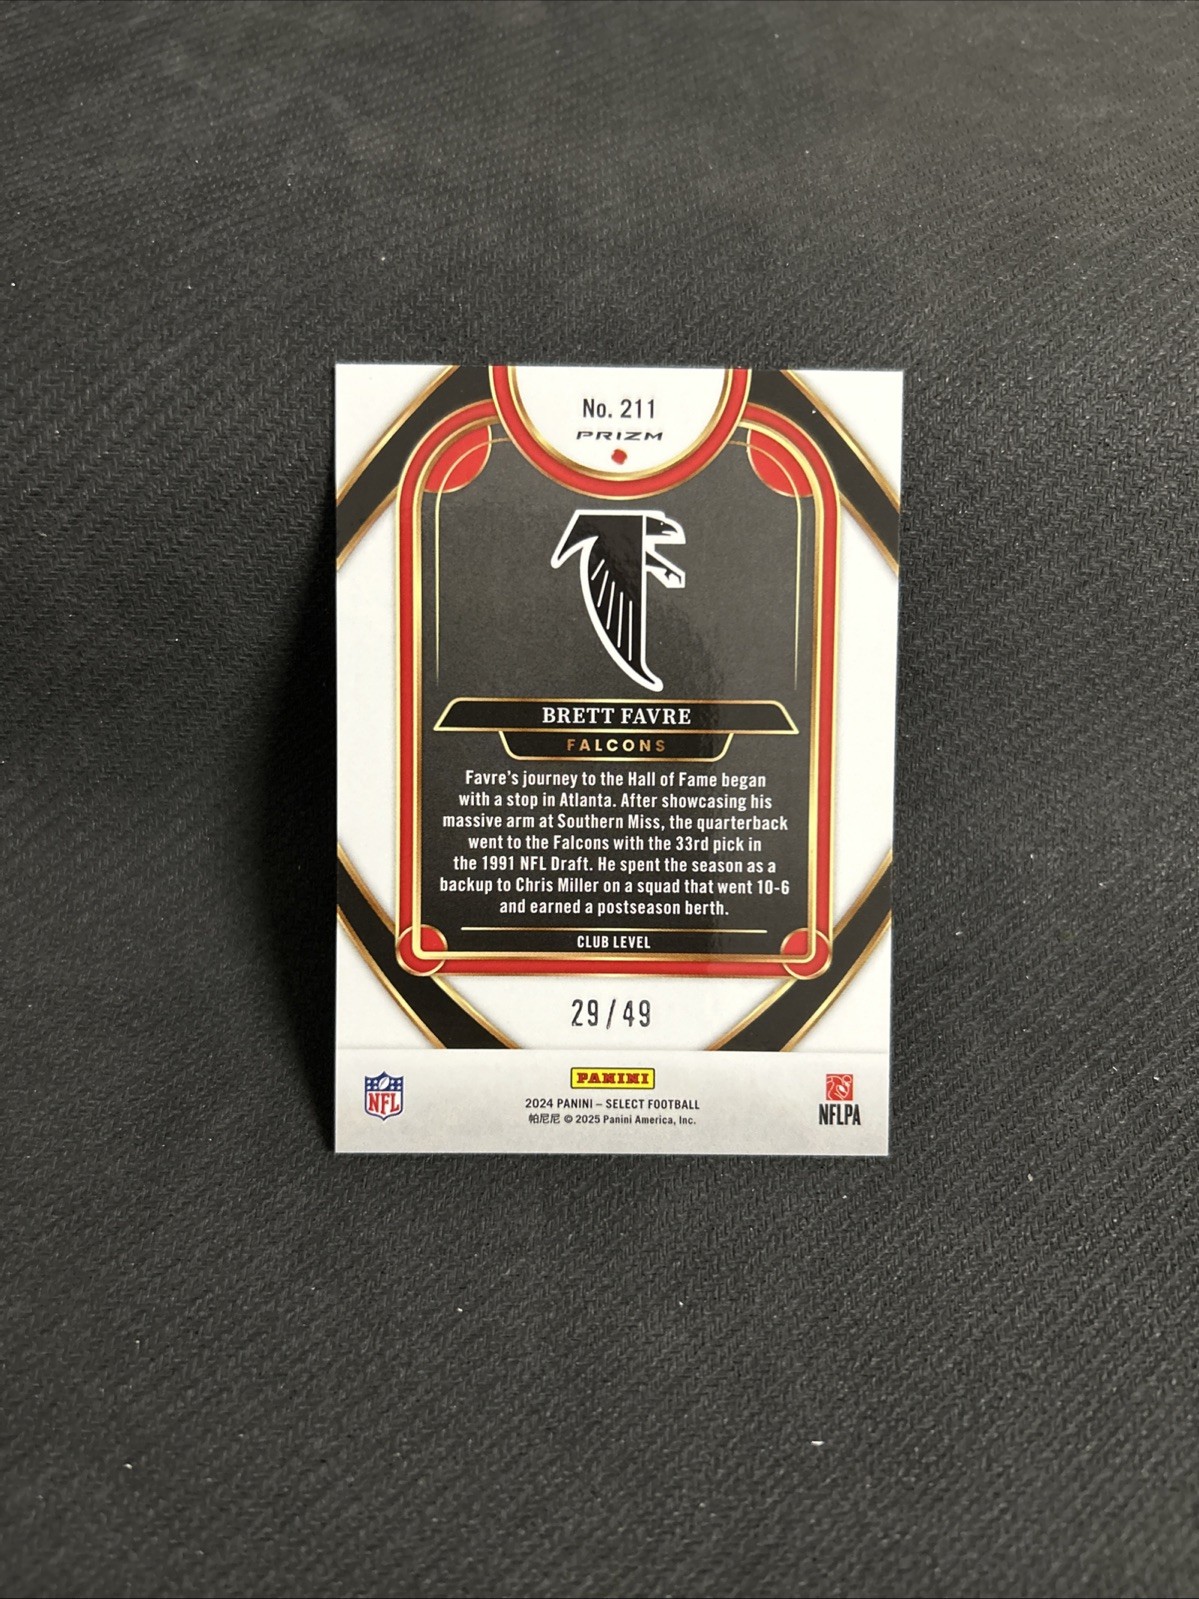 No. 211
PRIZM
BRETT FAVRE
FALCONS
Favre's journey to the Hall of Fame began
with a stop in Atlanta. After showcasing his
massive arm at Southern Miss, the quarterback
went to the Falcons with the 33rd pick in
the 1991 NFL Draft. He spent the season as a
backup to Chris Miller on a squad that went 10-6
and earned a postseason berth.
CLUB LEVEL
29/49
PANINI
NFL
2024 PANINI – SELECT FOOTBALL
帕尼尼 © 2025 Panini America, Inc.
NFLPA